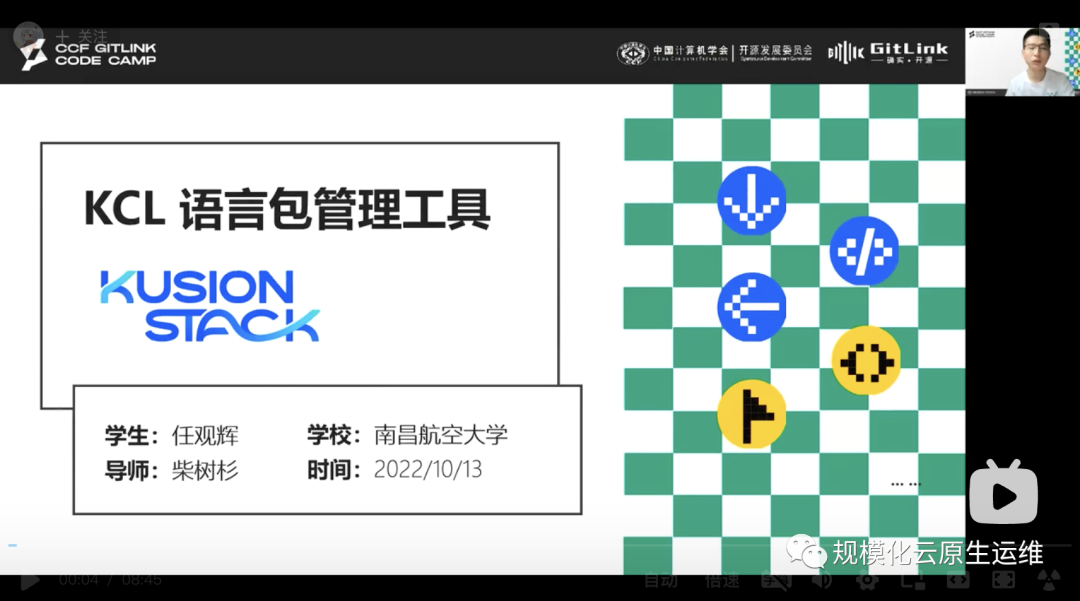 十 关注
CCF GITLINK
CODE CAMP
中国计算机学会
China Computer Federation
开源发展委员会
Opensource Development Committee
GitLink
确实·开源
KCL 语言包管理工具
KUSION
STACK
学生：任观辉
学校：南昌航空大学
导师：柴树杉
时间：2022/10/13
规模化云原生运维
00:04 / 08:45
自动
倍速